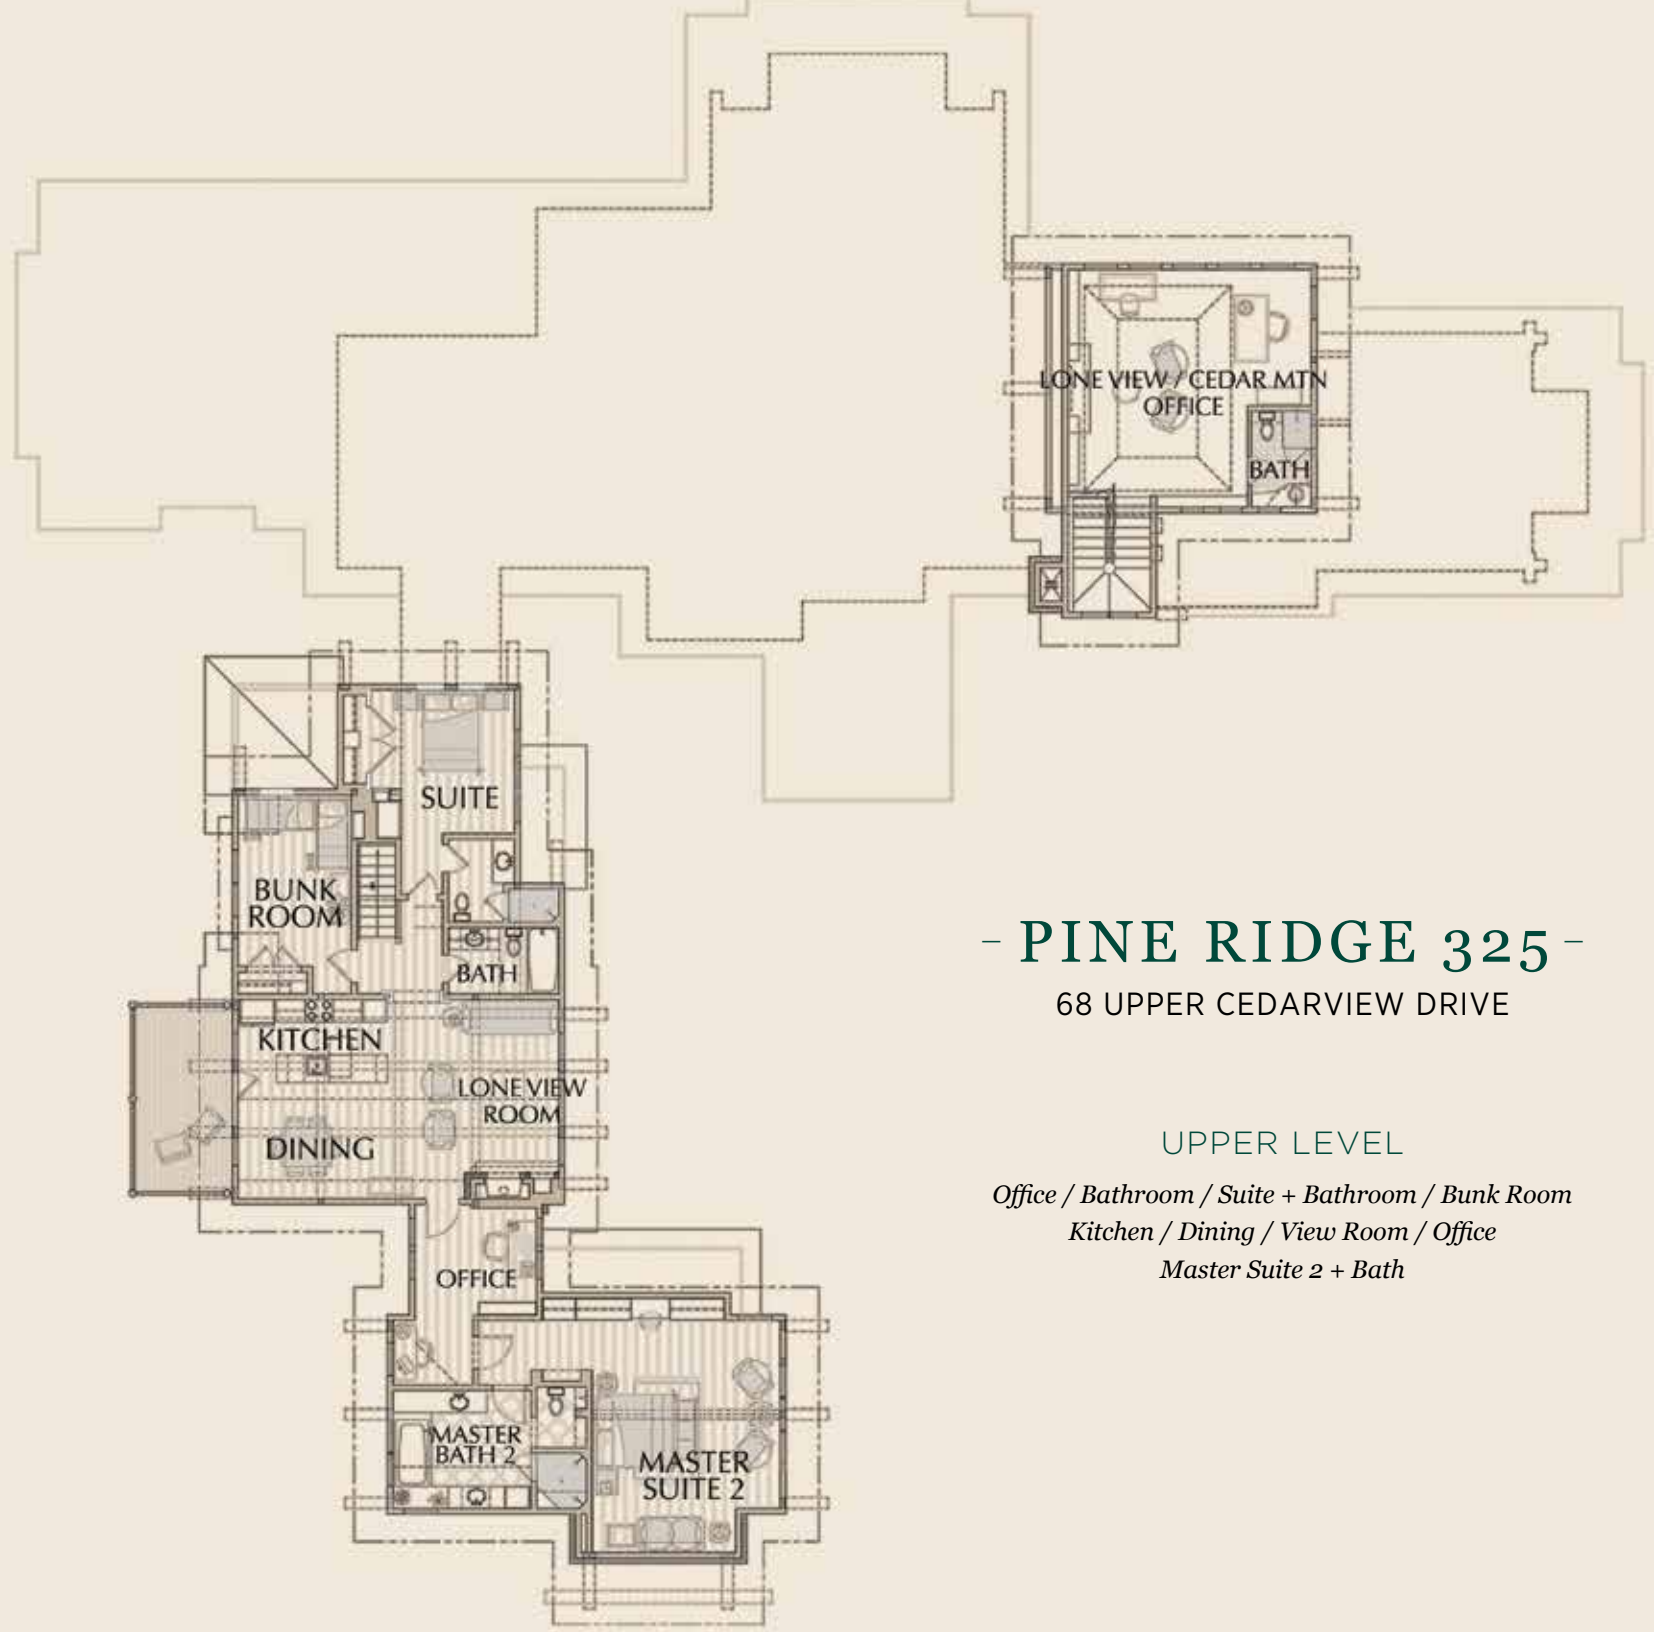 LONE VIEW / CEDAR MTN
OFFICE
BATH
SUITE
BUNK
ROOM
BATH
KITCHEN
LONE VIEW
ROOM
DINING
OFFICE
MASTER
BATH 2
MASTER
SUITE 2
- PINE RIDGE 325 -
68 UPPER CEDARVIEW DRIVE
UPPER LEVEL
Office / Bathroom / Suite + Bathroom / Bunk Room
Kitchen / Dining / View Room / Office
Master Suite 2 + Bath